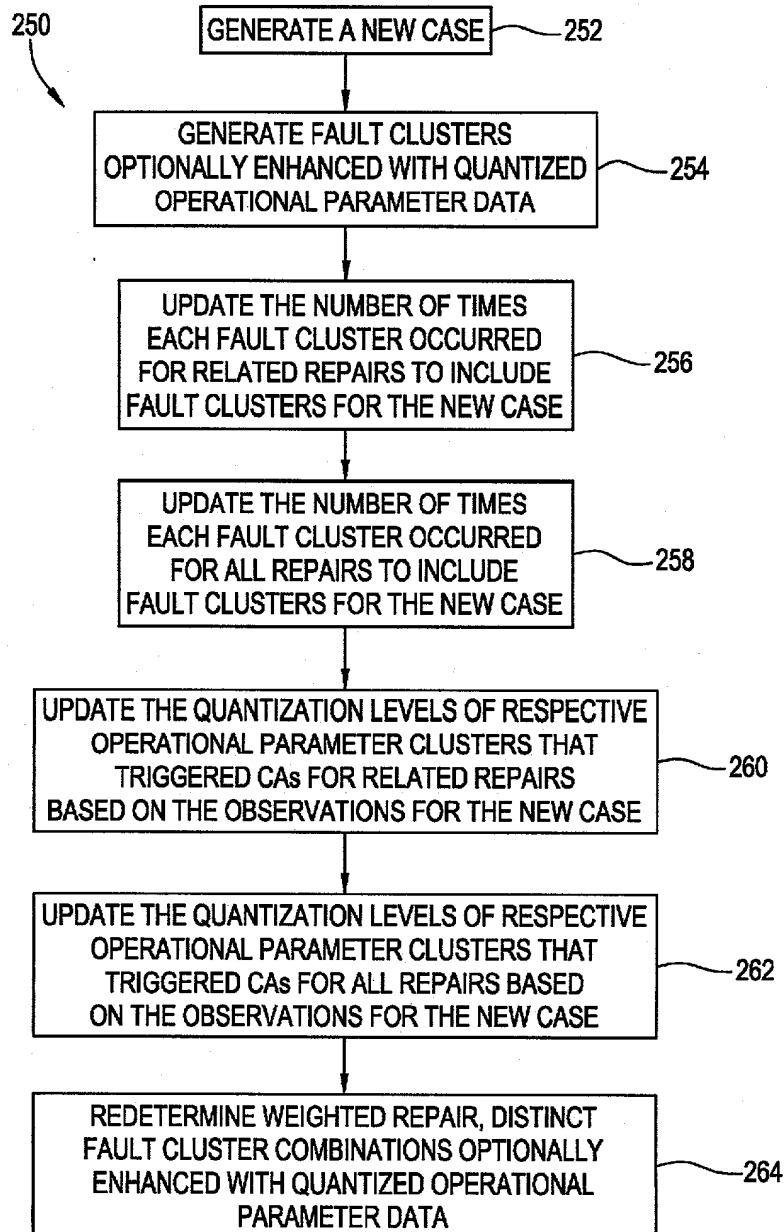 250
GENERATE A NEW CASE
252
GENERATE FAULT CLUSTERS
OPTIONALLY ENHANCED WITH QUANTIZED
OPERATIONAL PARAMETER DATA
254
UPDATE THE NUMBER OF TIMES
EACH FAULT CLUSTER OCCURRED
FOR RELATED REPAIRS TO INCLUDE
FAULT CLUSTERS FOR THE NEW CASE
256
UPDATE THE NUMBER OF TIMES
EACH FAULT CLUSTER OCCURRED
FOR ALL REPAIRS TO INCLUDE
FAULT CLUSTERS FOR THE NEW CASE
258
UPDATE THE QUANTIZATION LEVELS OF RESPECTIVE
OPERATIONAL PARAMETER CLUSTERS THAT
TRIGGERED CAs FOR RELATED REPAIRS
BASED ON THE OBSERVATIONS FOR THE NEW CASE
260
UPDATE THE QUANTIZATION LEVELS OF RESPECTIVE
OPERATIONAL PARAMETER CLUSTERS THAT
TRIGGERED CAs FOR ALL REPAIRS BASED
ON THE OBSERVATIONS FOR THE NEW CASE
262
REDETERMINE WEIGHTED REPAIR, DISTINCT
FAULT CLUSTER COMBINATIONS OPTIONALLY
ENHANCED WITH QUANTIZED OPERATIONAL
PARAMETER DATA
264